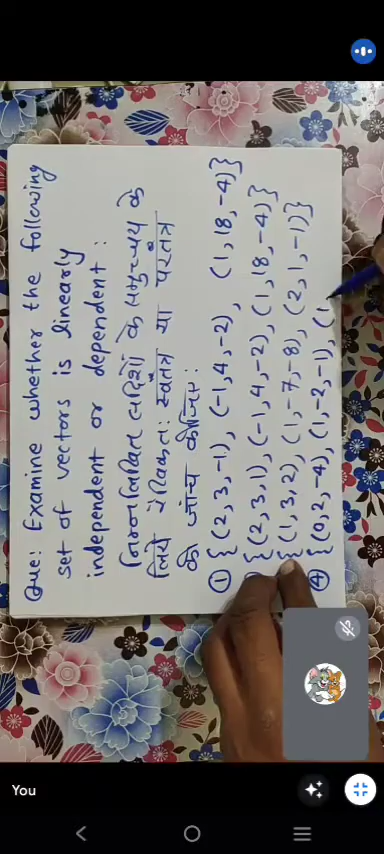 Que: Examine whether the following
set of vectors is linearly
independent or dependent:
निम्नलिखित सदिशों के समुच्चय के
लिये रैखिकतः स्वतंत्र या परतंत्र
की जांच कीजिए:
① {(2, 3, -1), (-1, 4, -2), (1, 18, -4)}
{(2, 3, 1), (-1, 4, -2), (1, 18, -4)}
{(1, 3, 2), (1, -7, -8), (2, 1, -1)}
④ {(0, 2, -4), (1, -2, -1), (1
You